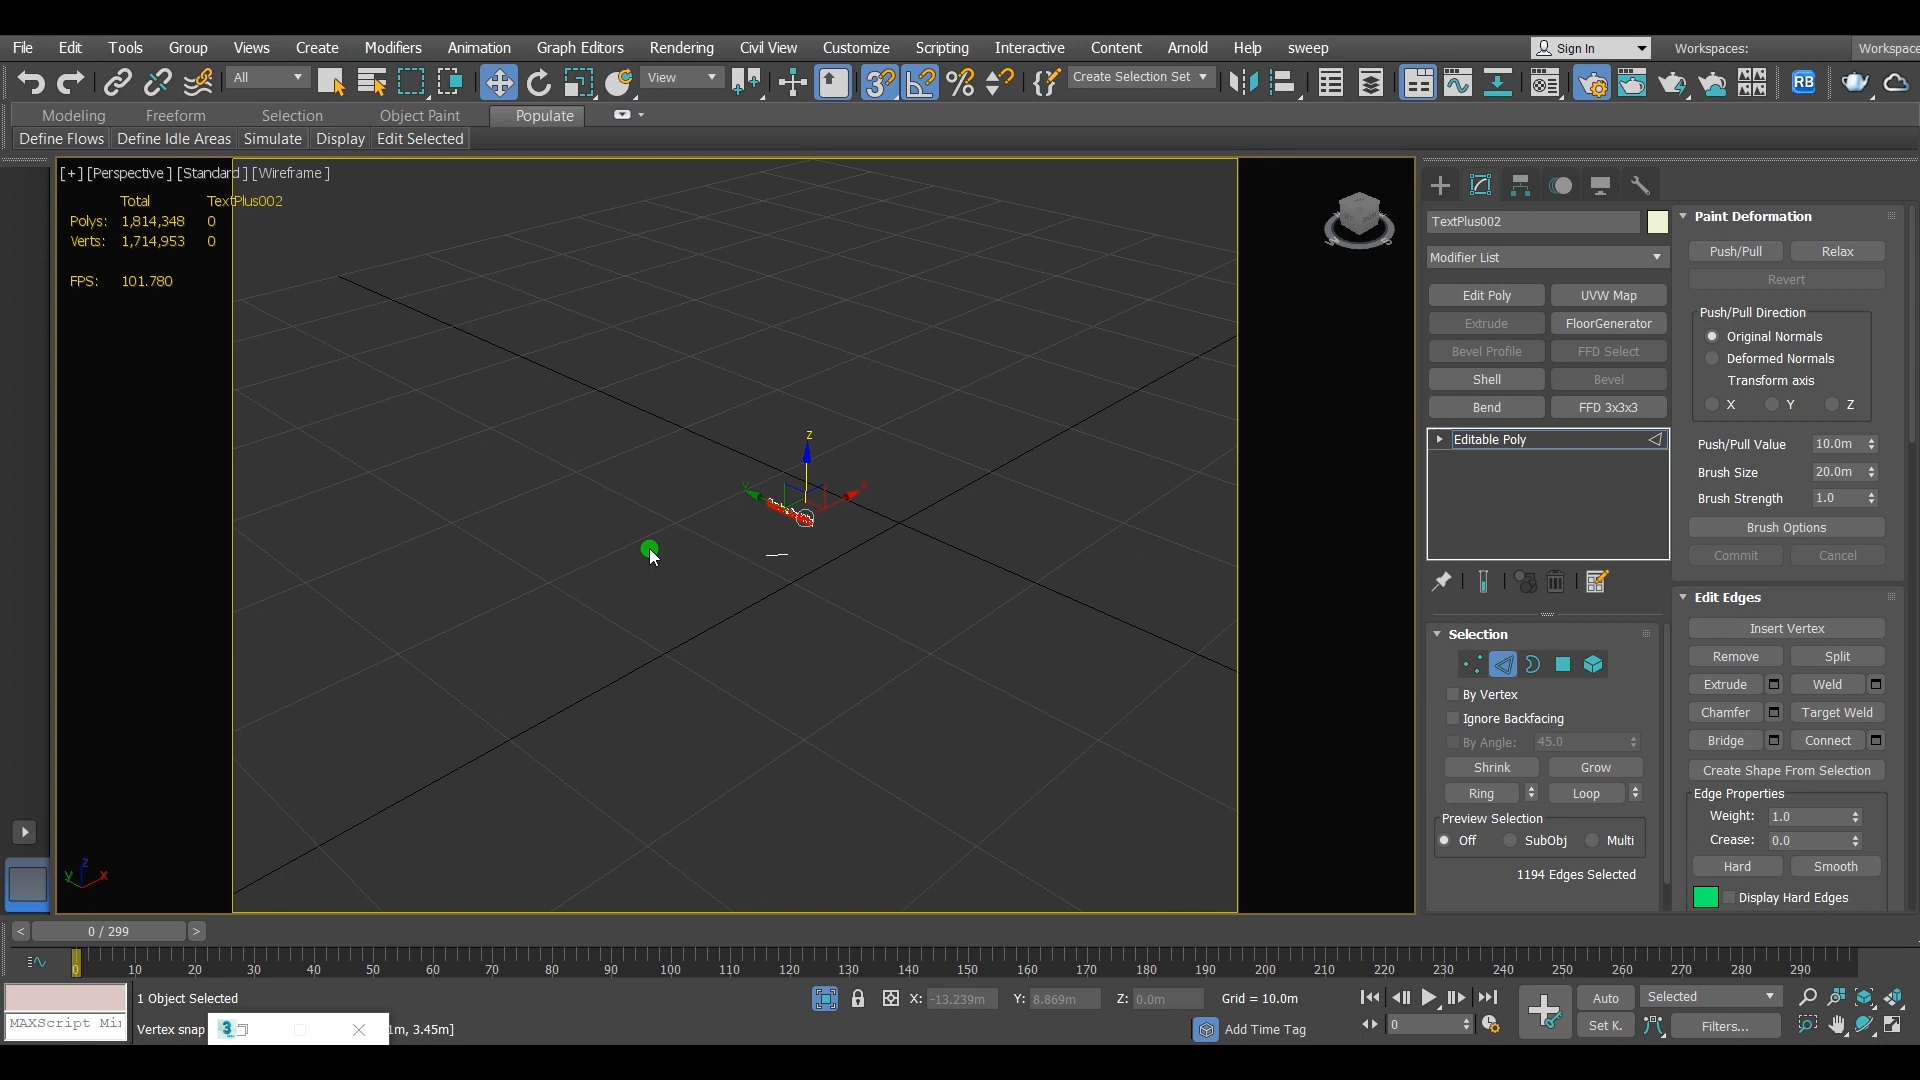 File Edit Tools Group Views Create Modifiers Animation Graph Editors Rendering Civil View Customize Scripting Interactive Content Arnold Help sweep Sign In Workspaces: Workspace
All View Create Selection Set RB
Modeling Freeform Selection Object Paint Populate
Define Flows Define Idle Areas Simulate Display Edit Selected
[+] [Perspective ] [Standard ] [Wireframe ]
Total TextPlus002
Polys: 1,814,348 0
Verts: 1,714,953 0
FPS: 101.780
z
y x
z
y x
TextPlus002
Modifier List
Edit Poly UVW Map
Extrude FloorGenerator
Bevel Profile FFD Select
Shell Bevel
Bend FFD 3x3x3
Editable Poly
Selection
By Vertex
Ignore Backfacing
By Angle: 45.0
Shrink Grow
Ring Loop
Preview Selection
Off SubObj Multi
1194 Edges Selected
Paint Deformation
Push/Pull Relax
Revert
Push/Pull Direction
Original Normals
Deformed Normals
Transform axis
X Y Z
Push/Pull Value 10.0m
Brush Size 20.0m
Brush Strength 1.0
Brush Options
Commit Cancel
Edit Edges
Insert Vertex
Remove Split
Extrude Weld
Chamfer Target Weld
Bridge Connect
Create Shape From Selection
Edge Properties
Weight: 1.0
Crease: 0.0
Hard Smooth
Display Hard Edges
< 0 / 299 >
0 10 20 30 40 50 60 70 80 90 100 110 120 130 140 150 160 170 180 190 200 210 220 230 240 250 260 270 280 290
1 Object Selected X: -13.239m Y: 8.869m Z: 0.0m Grid = 10.0m Auto Selected
MAXScript Mi Vertex snap 3 1m, 3.45m] Add Time Tag 0 Set K. Filters...